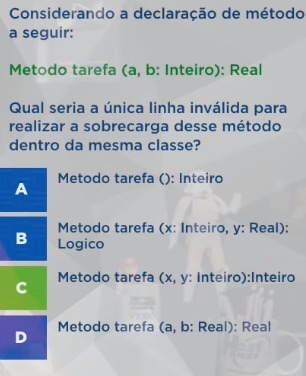 Considerando a declaração de método
a seguir:
Metodo tarefa (a, b: Inteiro): Real
Qual seria a única linha inválida para
realizar a sobrecarga desse método
dentro da mesma classe?
A
Metodo tarefa (): Inteiro
B
Metodo tarefa (x: Inteiro, y: Real):
Logico
C
Metodo tarefa (x, y: Inteiro):Inteiro
D
Metodo tarefa (a, b: Real): Real